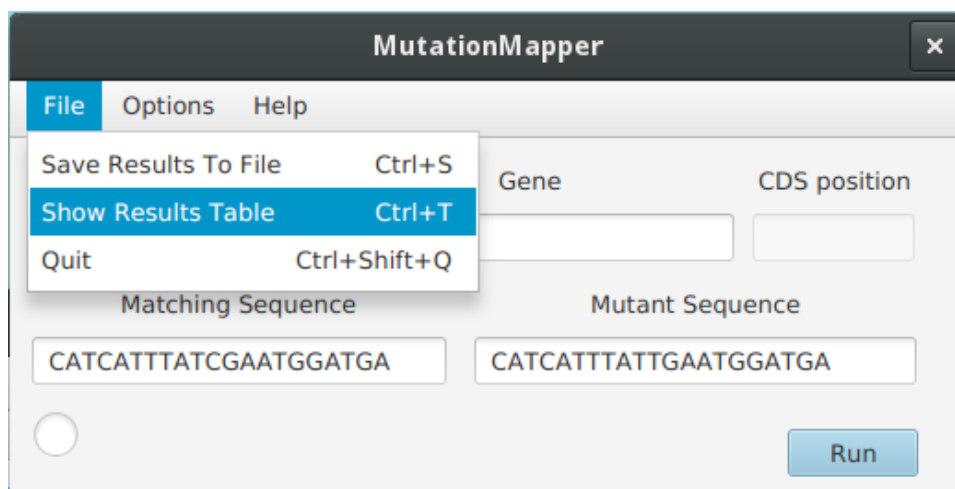 MutationMapper
File Options Help
Save Results To File Ctrl+S
Show Results Table Ctrl+T
Quit Ctrl+Shift+Q
Gene CDS position
Matching Sequence Mutant Sequence
CATCATTTATCGAATGGATGA CATCATTTATTGAATGGATGA
Run